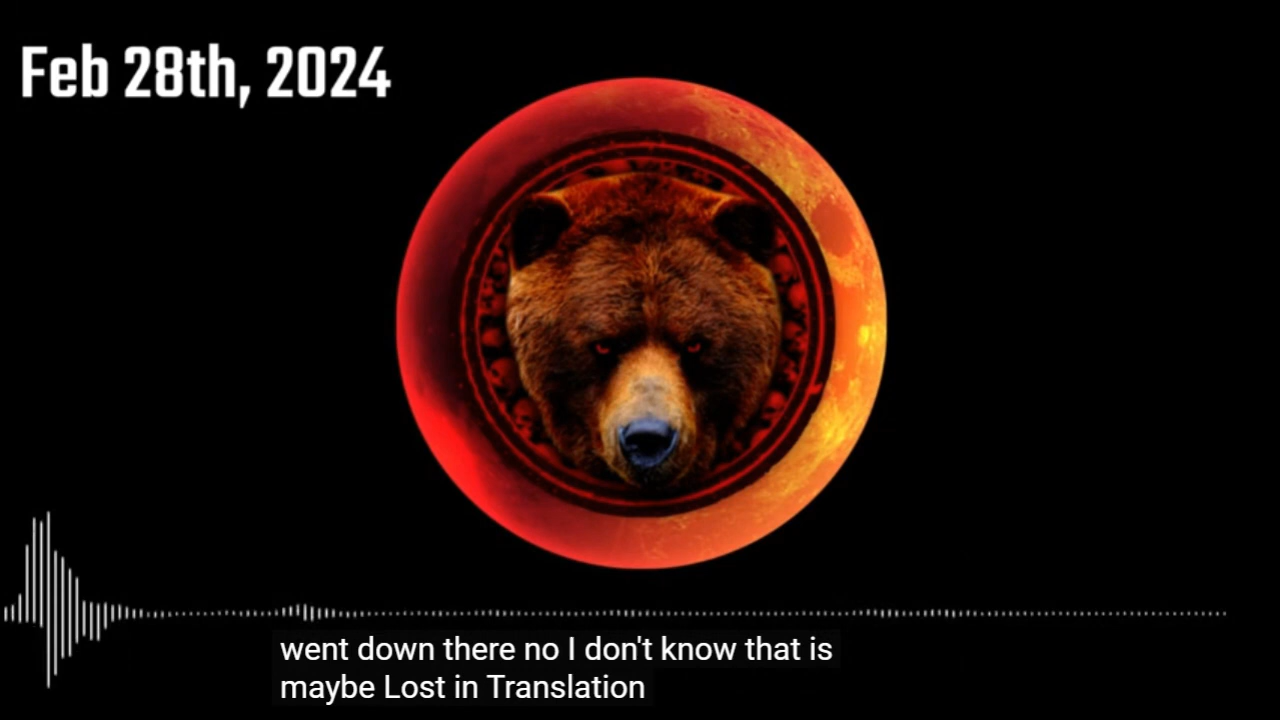 Feb 28th, 2024
went down there no I don't know that is
maybe Lost in Translation